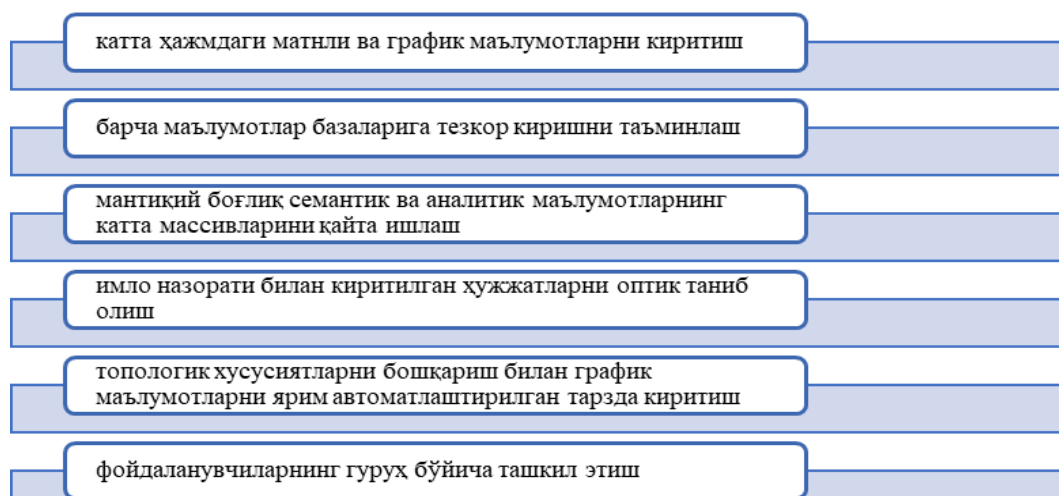 катта ҳажмдаги матнли ва график маълумотларни киритиш
барча маълумотлар базаларига тезкор киришни таъминлаш
мантиқий боғлиқ семантик ва аналитик маълумотларнинг
катта массивларини қайта ишлаш
имло назорати билан киритилган ҳужжатларни оптик таниб
олиш
топологик хусусиятларни бошқариш билан график
маълумотларни ярим автоматлаштирилган тарзда киритиш
фойдаланувчиларнинг гуруҳ бўйича ташкил этиш